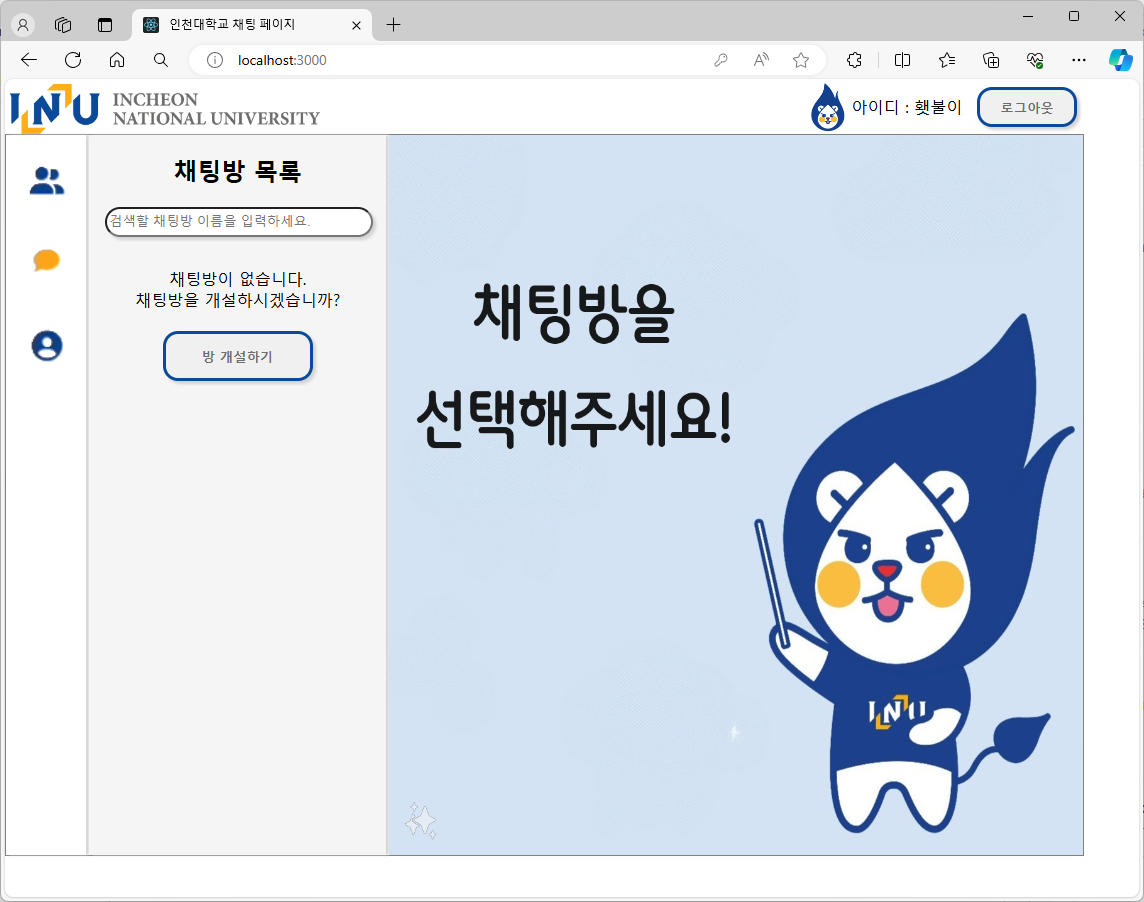 인천대학교 채팅 페이지
localhost:3000
INU
INCHEON
NATIONAL UNIVERSITY
아이디 : 횃불이
로그아웃
채팅방 목록
검색할 채팅방 이름을 입력하세요.
채팅방이 없습니다.
채팅방을 개설하시겠습니까?
방 개설하기
채팅방을
선택해주세요!
INU